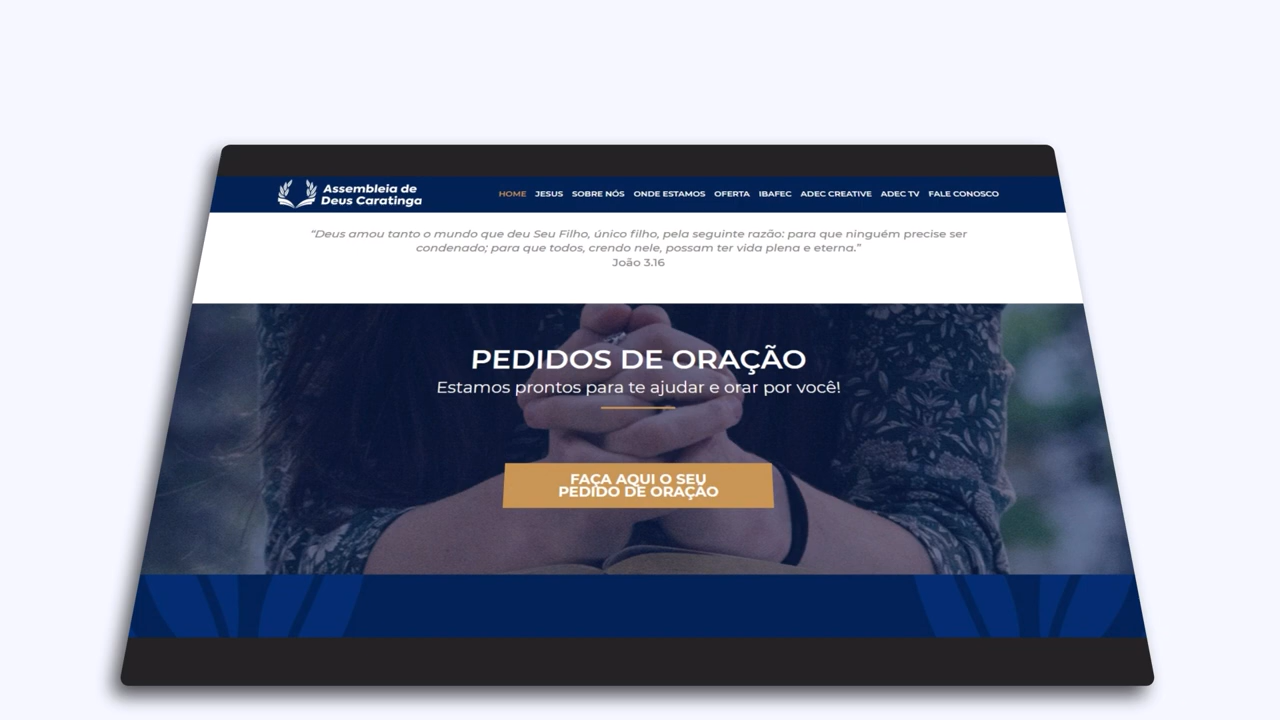 Assembleia de
Deus Caratinga
HOME JESUS SOBRE NÓS ONDE ESTAMOS OFERTA IBAFEC ADEC CREATIVE ADEC TV FALE CONOSCO
“Deus amou tanto o mundo que deu Seu Filho, único filho, pela seguinte razão: para que ninguém precise ser
condenado; para que todos, crendo nele, possam ter vida plena e eterna.”
João 3.16
PEDIDOS DE ORAÇÃO
Estamos prontos para te ajudar e orar por você!
FAÇA AQUI O SEU
PEDIDO DE ORAÇÃO